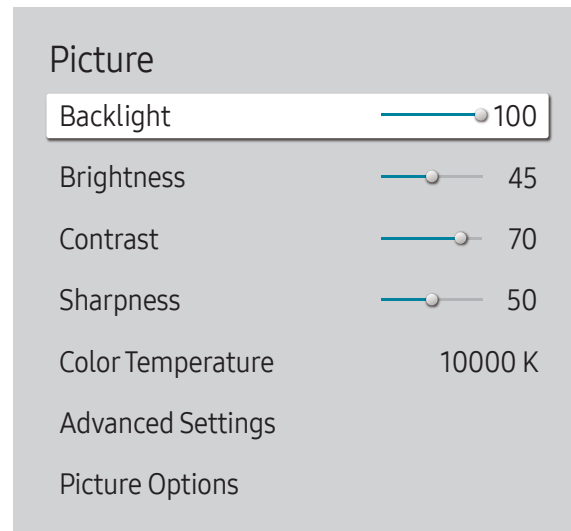 Picture
Backlight 100
Brightness 45
Contrast 70
Sharpness 50
Color Temperature 10000 K
Advanced Settings
Picture Options